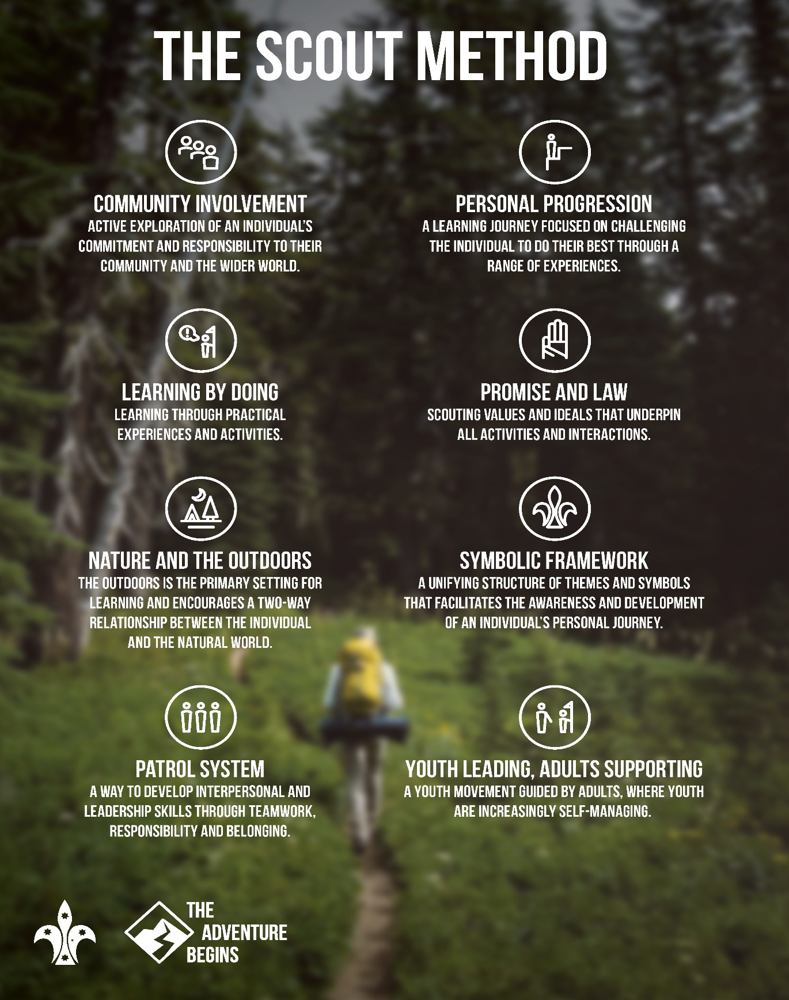 THE SCOUT METHOD
COMMUNITY INVOLVEMENT
ACTIVE EXPLORATION OF AN INDIVIDUAL'S
COMMITMENT AND RESPONSIBILITY TO THEIR
COMMUNITY AND THE WIDER WORLD.
PERSONAL PROGRESSION
A LEARNING JOURNEY FOCUSED ON CHALLENGING
THE INDIVIDUAL TO DO THEIR BEST THROUGH A
RANGE OF EXPERIENCES.
LEARNING BY DOING
LEARNING THROUGH PRACTICAL
EXPERIENCES AND ACTIVITIES.
PROMISE AND LAW
SCOUTING VALUES AND IDEALS THAT UNDERPIN
ALL ACTIVITIES AND INTERACTIONS.
NATURE AND THE OUTDOORS
THE OUTDOORS IS THE PRIMARY SETTING FOR
LEARNING AND ENCOURAGES A TWO-WAY
RELATIONSHIP BETWEEN THE INDIVIDUAL
AND THE NATURAL WORLD.
SYMBOLIC FRAMEWORK
A UNIFYING STRUCTURE OF THEMES AND SYMBOLS
THAT FACILITATES THE AWARENESS AND DEVELOPMENT
OF AN INDIVIDUAL'S PERSONAL JOURNEY.
PATROL SYSTEM
A WAY TO DEVELOP INTERPERSONAL AND
LEADERSHIP SKILLS THROUGH TEAMWORK,
RESPONSIBILITY AND BELONGING.
YOUTH LEADING, ADULTS SUPPORTING
A YOUTH MOVEMENT GUIDED BY ADULTS, WHERE YOUTH
ARE INCREASINGLY SELF-MANAGING.
THE
ADVENTURE
BEGINS